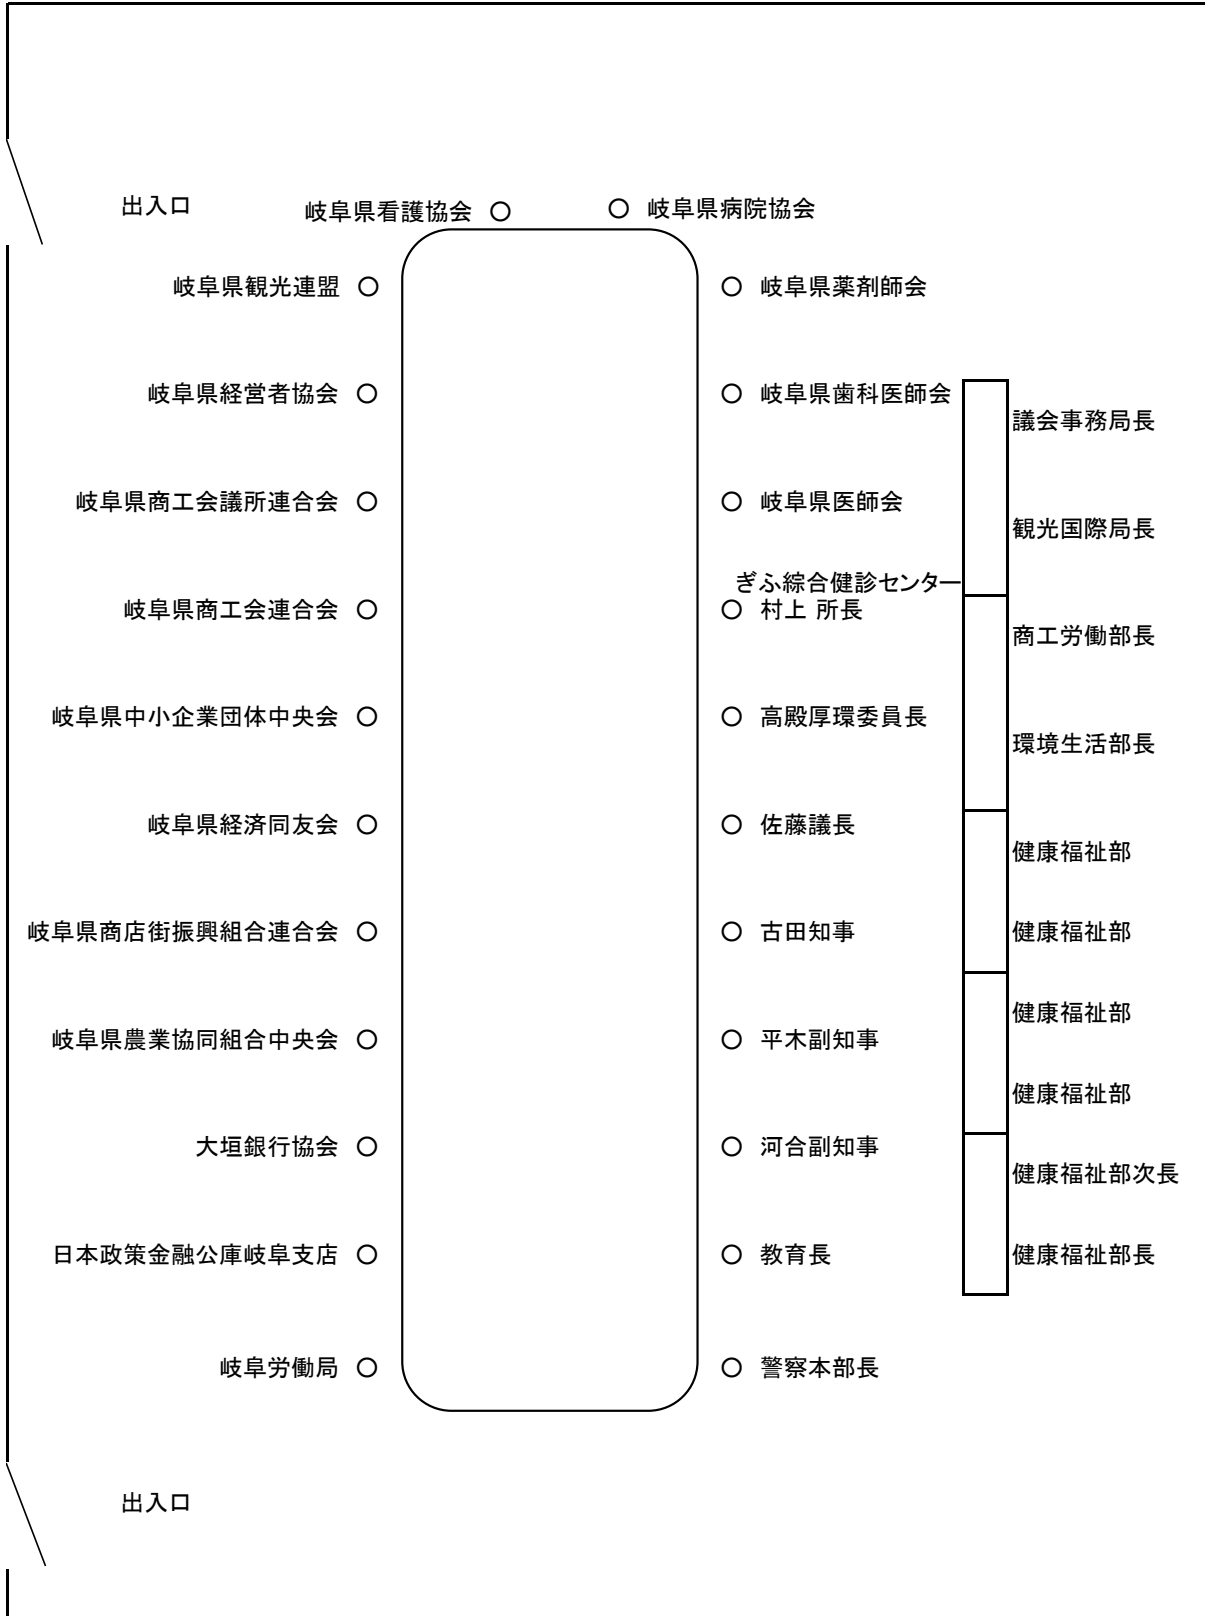 出入口
岐阜県看護協会 ○
○ 岐阜県病院協会
岐阜県観光連盟 ○
○ 岐阜県薬剤師会
岐阜県経営者協会 ○
○ 岐阜県歯科医師会
議会事務局長
岐阜県商工会議所連合会 ○
○ 岐阜県医師会
観光国際局長
ぎふ綜合健診センター
岐阜県商工会連合会 ○
○ 村上 所長
商工労働部長
岐阜県中小企業団体中央会 ○
○ 高殿厚環委員長
環境生活部長
岐阜県経済同友会 ○
○ 佐藤議長
健康福祉部
岐阜県商店街振興組合連合会 ○
○ 古田知事
健康福祉部
健康福祉部
岐阜県農業協同組合中央会 ○
○ 平木副知事
健康福祉部
大垣銀行協会 ○
○ 河合副知事
健康福祉部次長
日本政策金融公庫岐阜支店 ○
○ 教育長
健康福祉部長
岐阜労働局 ○
○ 警察本部長
出入口